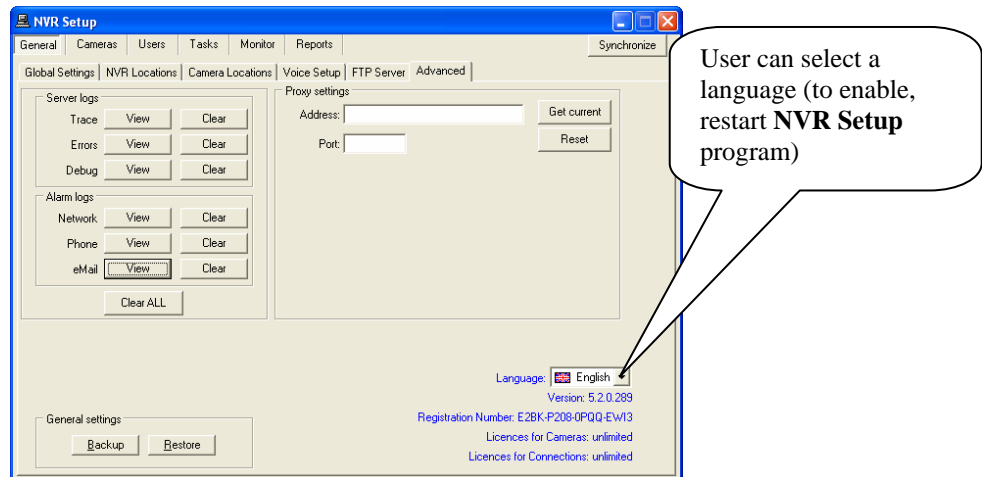 NVR Setup
General Cameras Users Tasks Monitor Reports Synchronize
Global Settings NVR Locations Camera Locations Voice Setup FTP Server Advanced
Server logs
Trace View Clear
Errors View Clear
Debug View Clear
Alarm logs
Network View Clear
Phone View Clear
eMail View Clear
Clear ALL
Proxy settings
Address: Get current
Port: Reset
Language: English
Version: 5.2.0.289
Registration Number: E2BK-P208-0PQQ-EWI3
Licences for Cameras: unlimited
Licences for Connections: unlimited
General settings
Backup Restore
User can select a
language (to enable,
restart NVR Setup
program)